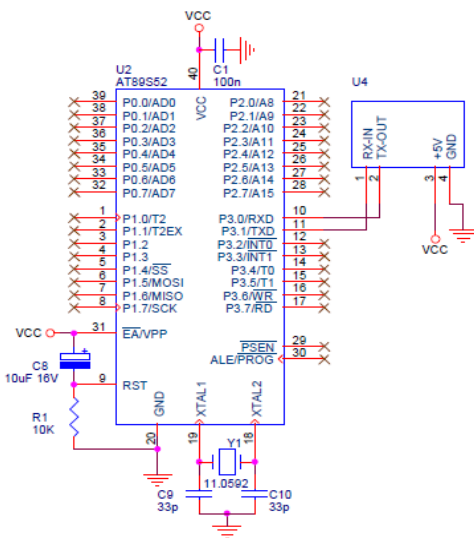 VCC
U2
AT89S52
C1
100n
40
VCC
39 P0.0/AD0
38 P0.1/AD1
37 P0.2/AD2
36 P0.3/AD3
35 P0.4/AD4
34 P0.5/AD5
33 P0.6/AD6
32 P0.7/AD7
P2.0/A8 21
P2.1/A9 22
P2.2/A10 23
P2.3/A11 24
P2.4/A12 25
P2.5/A13 26
P2.6/A14 27
P2.7/A15 28
1 P1.0/T2
2 P1.1/T2EX
3 P1.2
4 P1.3
5 P1.4/SS
6 P1.5/MOSI
7 P1.6/MISO
8 P1.7/SCK
P3.0/RXD 10
P3.1/TXD 11
P3.2/INT0 12
P3.3/INT1 13
P3.4/T0 14
P3.5/T1 15
P3.6/WR 16
P3.7/RD 17
VCC
31 EA/VPP
PSEN 29
ALE/PROG 30
C8
10uF 16V
9 RST
R1
10K
GND
20
XTAL1
19
XTAL2
18
Y1
11.0592
C9
33p
C10
33p
U4
RX-IN
TX-OUT
+5V
GND
1
2
3
4
VCC